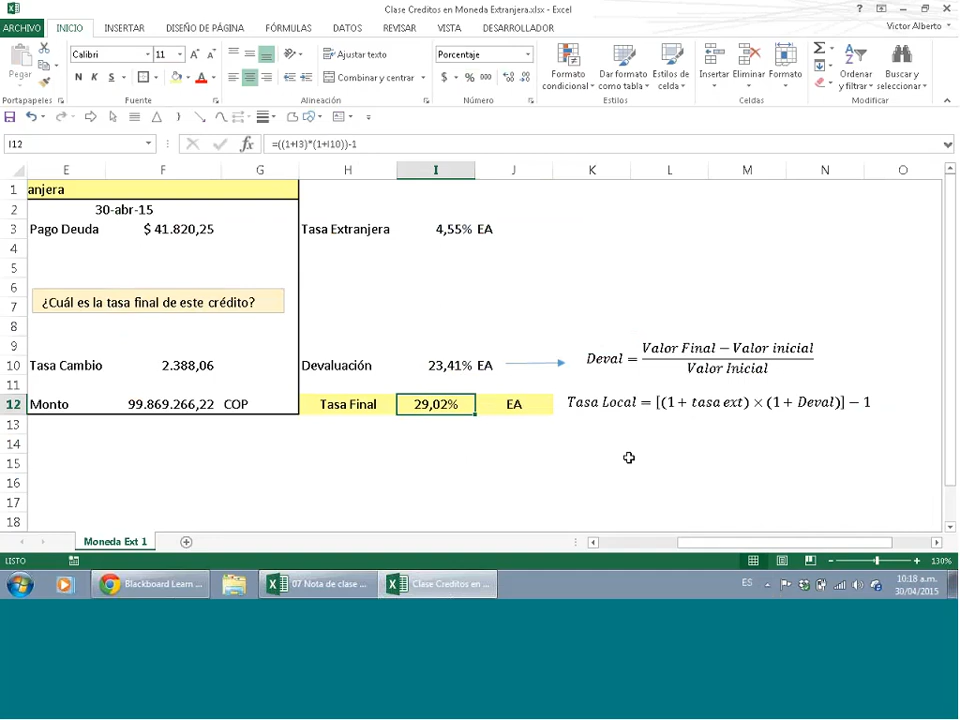 Clase Creditos en Moneda Extranjera.xlsx - Excel
ARCHIVO INICIO INSERTAR DISEÑO DE PÁGINA FÓRMULAS DATOS REVISAR VISTA DESARROLLADOR Victor Alberto
Pegar
Calibri 11
N K S
Ajustar texto
Combinar y centrar
Porcentaje
$ % 000
Formato condicional
Dar formato como tabla
Estilos de celda
Insertar Eliminar Formato
Ordenar y filtrar
Buscar y seleccionar
Portapapeles Fuente Alineación Número Estilos Celdas Modificar
I12 fx =((1+I3)*(1+I10))-1
E F G H I J K L M N O
1 anjera
2 30-abr-15
3 Pago Deuda $ 41.820,25 Tasa Extranjera 4,55% EA
4
5
6
¿Cuál es la tasa final de este crédito?
7
8
9
Deval = (Valor Final − Valor inicial) / Valor Inicial
10 Tasa Cambio 2.388,06 Devaluación 23,41% EA
11
12 Monto 99.869.266,22 COP Tasa Final 29,02% EA
Tasa Local = [(1 + tasa ext) × (1 + Deval)] − 1
13
14
15
16
17
18
Moneda Ext 1
LISTO 130%
Blackboard Learn ...
07 Nota de clase ...
Clase Creditos en ...
ES
10:18 a.m.
30/04/2015